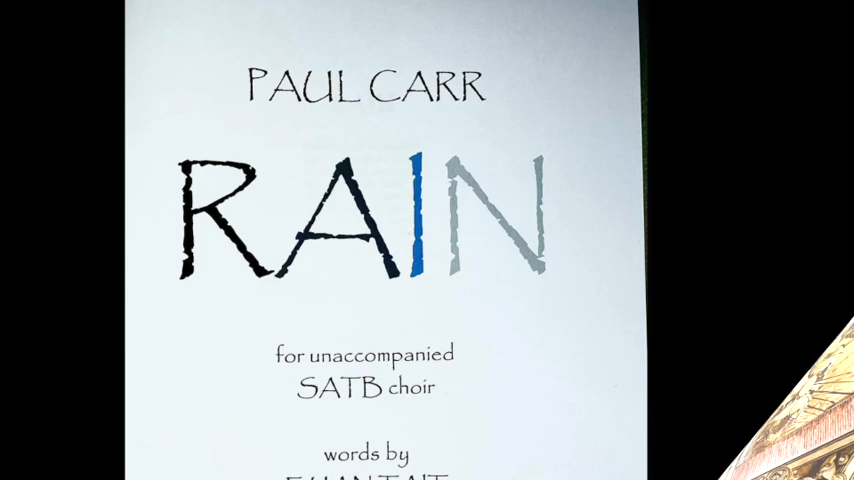 PAUL CARR
RAIN
for unaccompanied
SATB choir
words by